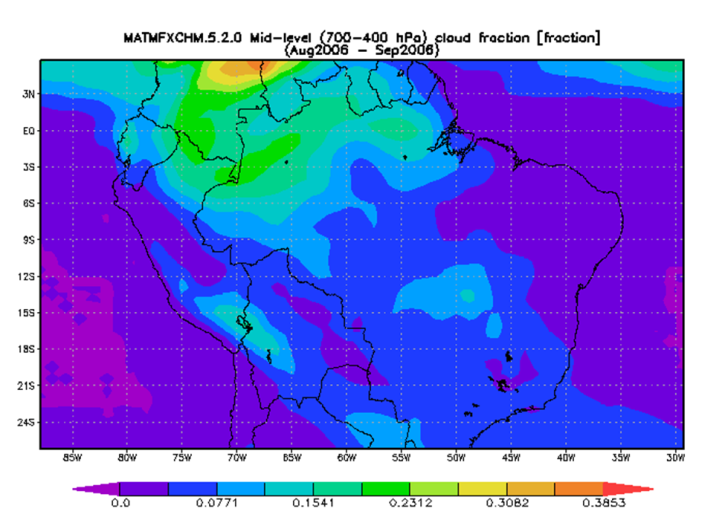 MATMFXCHM.5.2.0 Mid-level (700-400 hPa) cloud fraction [fraction]
(Aug2006 - Sep2006)
3N
EQ
3S
6S
9S
12S
15S
18S
21S
24S
85W 80W 75W 70W 65W 60W 55W 50W 45W 40W 35W 30W
0.0 0.0771 0.1541 0.2312 0.3082 0.3853